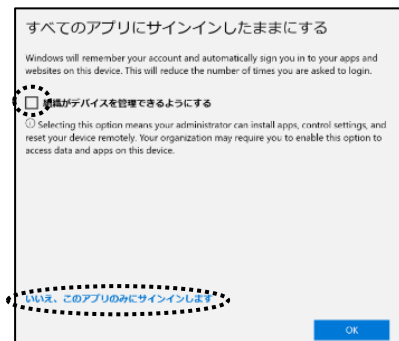 すべてのアプリにサインインしたままにする
Windows will remember your account and automatically sign you in to your apps and
websites on this device. This will reduce the number of times you are asked to login.
組織がデバイスを管理できるようにする
Selecting this option means your administrator can install apps, control settings, and
reset your device remotely. Your organization may require you to enable this option to
access data and apps on this device.
いいえ、このアプリのみにサインインします
OK